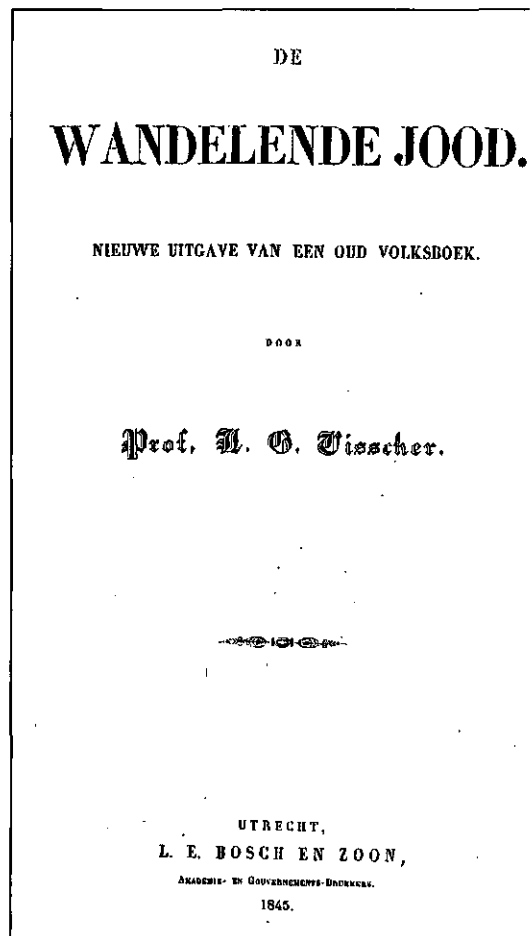 DE
WANDELENDE JOOD.
NIEUWE UITGAVE VAN EEN OUD VOLKSBOEK.
DOOR
Prof. L. G. Visscher.
UTRECHT,
L. E. BOSCH EN ZOON,
AKADEMIE- EN GOUVERNEMENTS-DRUKKERS.
1845.